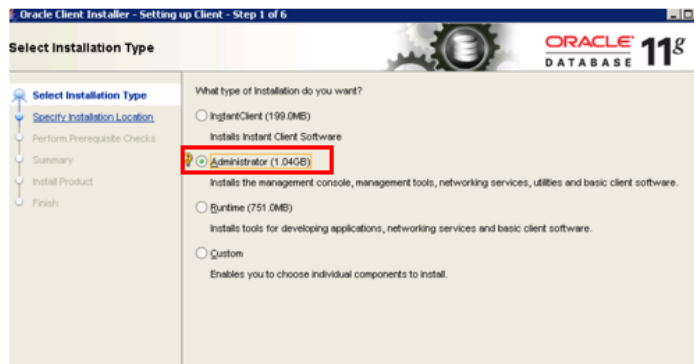 Oracle Client Installer - Setting up Client - Step 1 of 6
Select Installation Type
ORACLE
DATABASE
11g
Select Installation Type
Specify Installation Location
Perform Prerequisite Checks
Summary
Install Product
Finish
What type of Installation do you want?
InstantClient (199.0MB)
Installs Instant Client Software
Administrator (1.04GB)
Installs the management console, management tools, networking services, utilities and basic client software.
Runtime (751.0MB)
Installs tools for developing applications, networking services and basic client software.
Custom
Enables you to choose individual components to install.